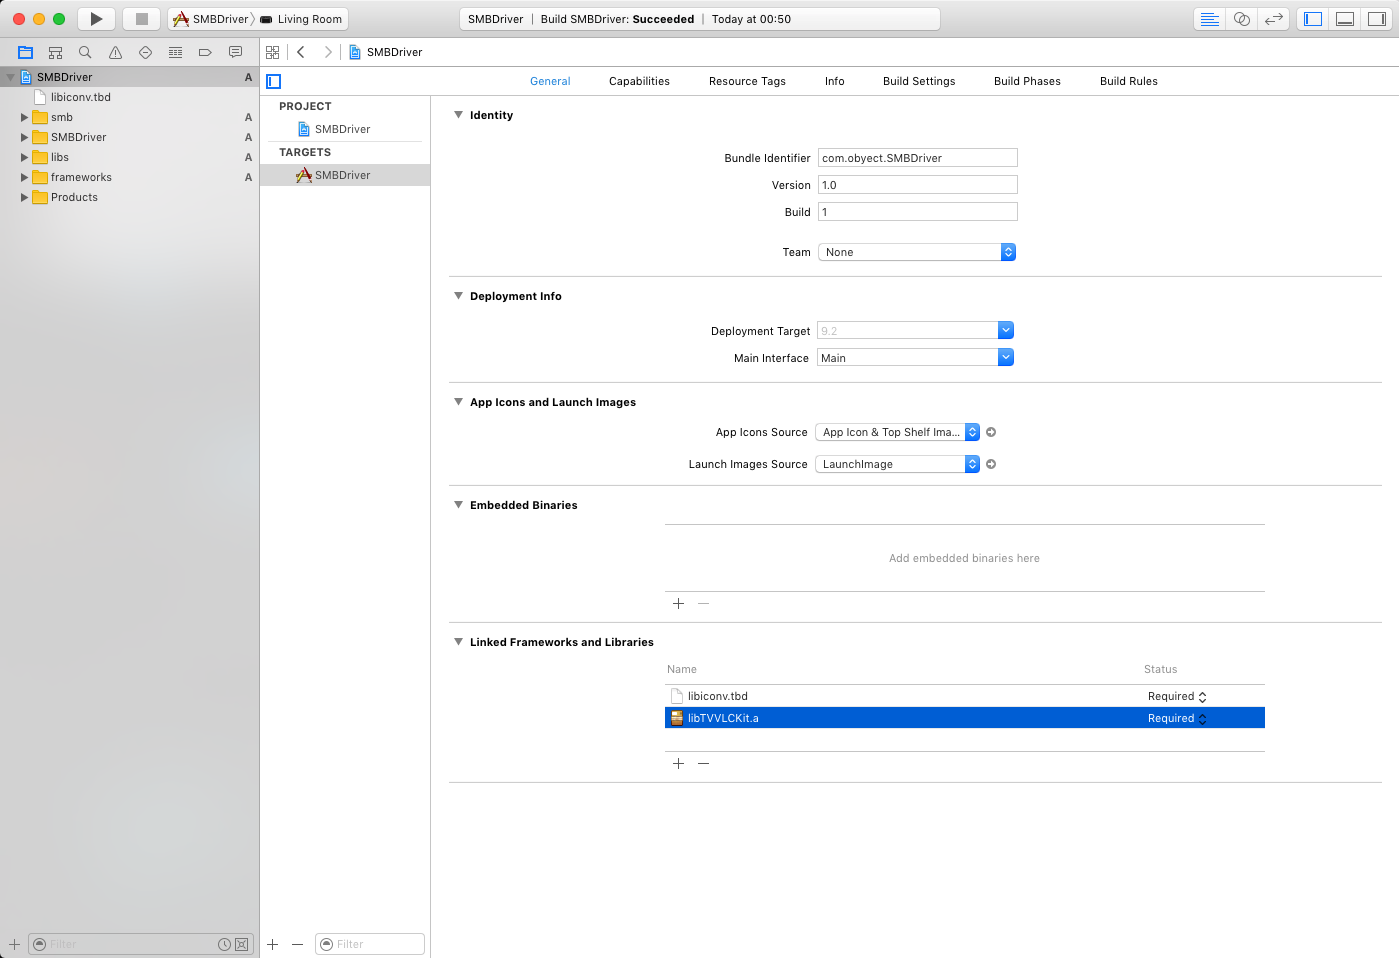 SMBDriver Living Room
SMBDriver Build SMBDriver: Succeeded Today at 00:50
SMBDriver
SMBDriver A
libiconv.tbd
smb A
SMBDriver A
libs A
frameworks A
Products
Filter
General Capabilities Resource Tags Info Build Settings Build Phases Build Rules
PROJECT
SMBDriver
TARGETS
SMBDriver
Filter
Identity
Bundle Identifier com.obyect.SMBDriver
Version 1.0
Build 1
Team None
Deployment Info
Deployment Target 9.2
Main Interface Main
App Icons and Launch Images
App Icons Source App Icon & Top Shelf Ima...
Launch Images Source LaunchImage
Embedded Binaries
Add embedded binaries here
Linked Frameworks and Libraries
Name Status
libiconv.tbd Required
libTVVLCKit.a Required